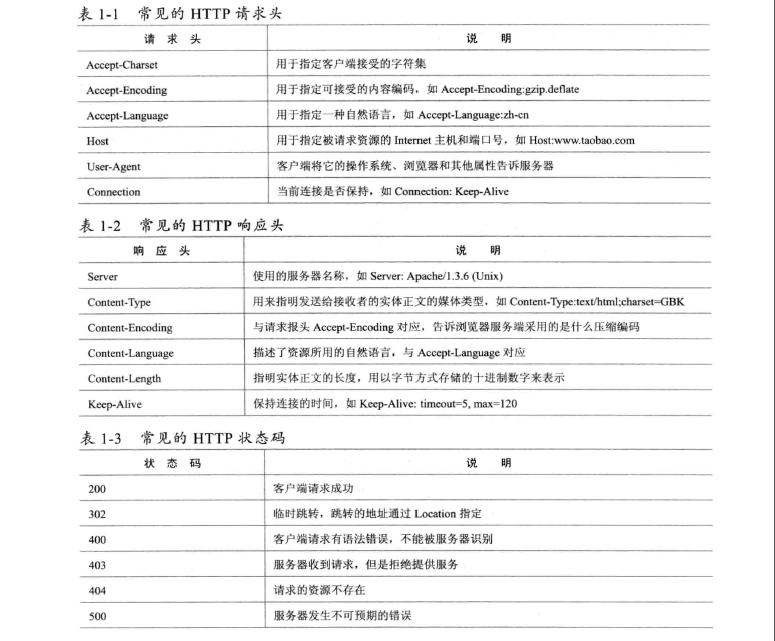 表 1-1 常见的 HTTP 请求头
请 求 头 说 明
Accept-Charset 用于指定客户端接受的字符集
Accept-Encoding 用于指定可接受的内容编码，如 Accept-Encoding:gzip.deflate
Accept-Language 用于指定一种自然语言，如 Accept-Language:zh-cn
Host 用于指定被请求资源的 Internet 主机和端口号，如 Host:www.taobao.com
User-Agent 客户端将它的操作系统、浏览器和其他属性告诉服务器
Connection 当前连接是否保持，如 Connection: Keep-Alive
表 1-2 常见的 HTTP 响应头
响 应 头 说 明
Server 使用的服务器名称，如 Server: Apache/1.3.6 (Unix)
Content-Type 用来指明发送给接收者的实体正文的媒体类型，如 Content-Type:text/html;charset=GBK
Content-Encoding 与请求报头 Accept-Encoding 对应，告诉浏览器服务端采用的是什么压缩编码
Content-Language 描述了资源所用的自然语言，与 Accept-Language 对应
Content-Length 指明实体正文的长度，用以字节方式存储的十进制数字来表示
Keep-Alive 保持连接的时间，如 Keep-Alive: timeout=5, max=120
表 1-3 常见的 HTTP 状态码
状 态 码 说 明
200 客户端请求成功
302 临时跳转，跳转的地址通过 Location 指定
400 客户端请求有语法错误，不能被服务器识别
403 服务器收到请求，但是拒绝提供服务
404 请求的资源不存在
500 服务器发生不可预期的错误